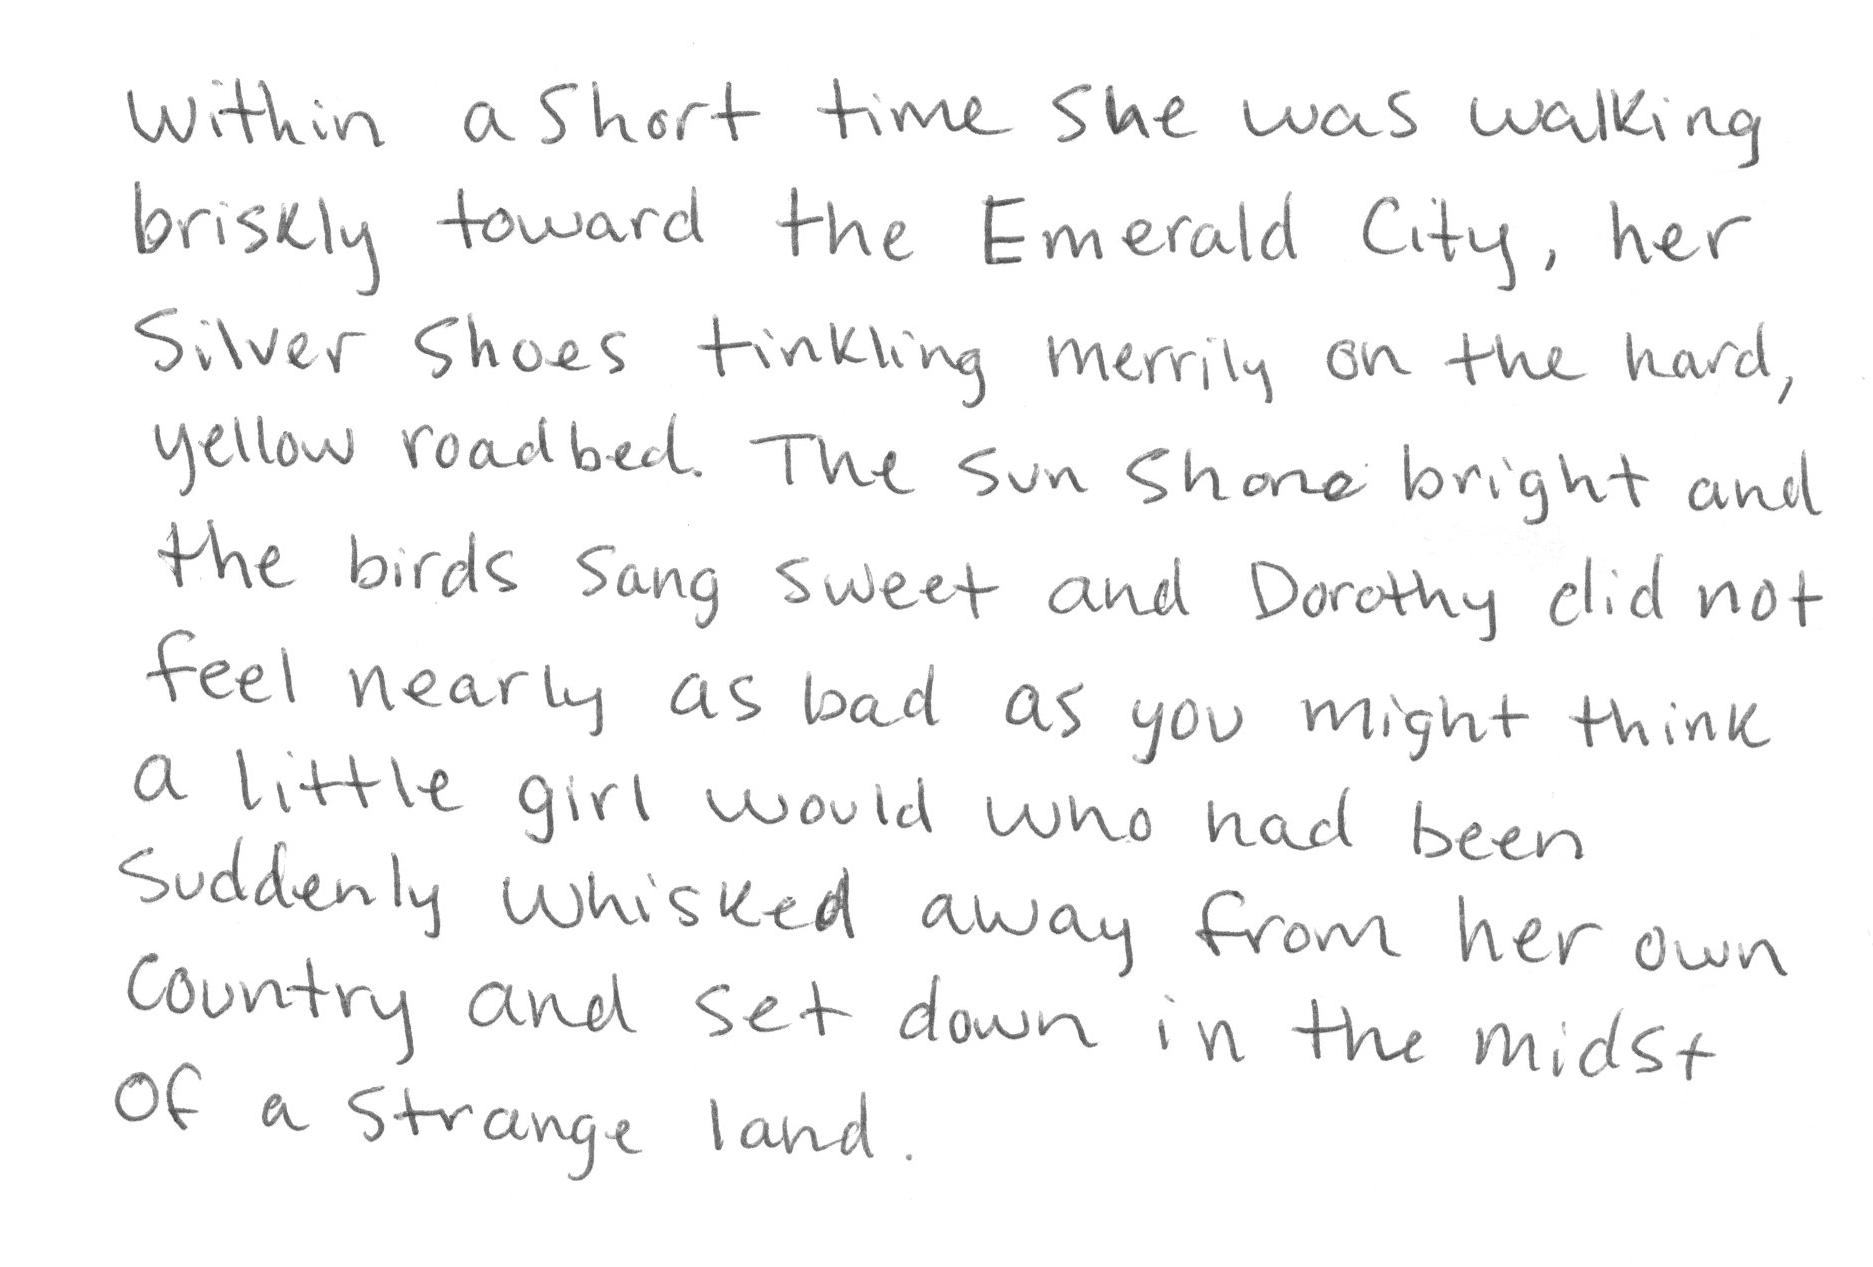 Within a short time she was walking
briskly toward the Emerald City, her
Silver Shoes tinkling merrily on the hard,
yellow roadbed. The sun shone bright and
the birds sang sweet and Dorothy did not
feel nearly as bad as you might think
a little girl would who had been
suddenly whisked away from her own
country and set down in the midst
of a strange land.